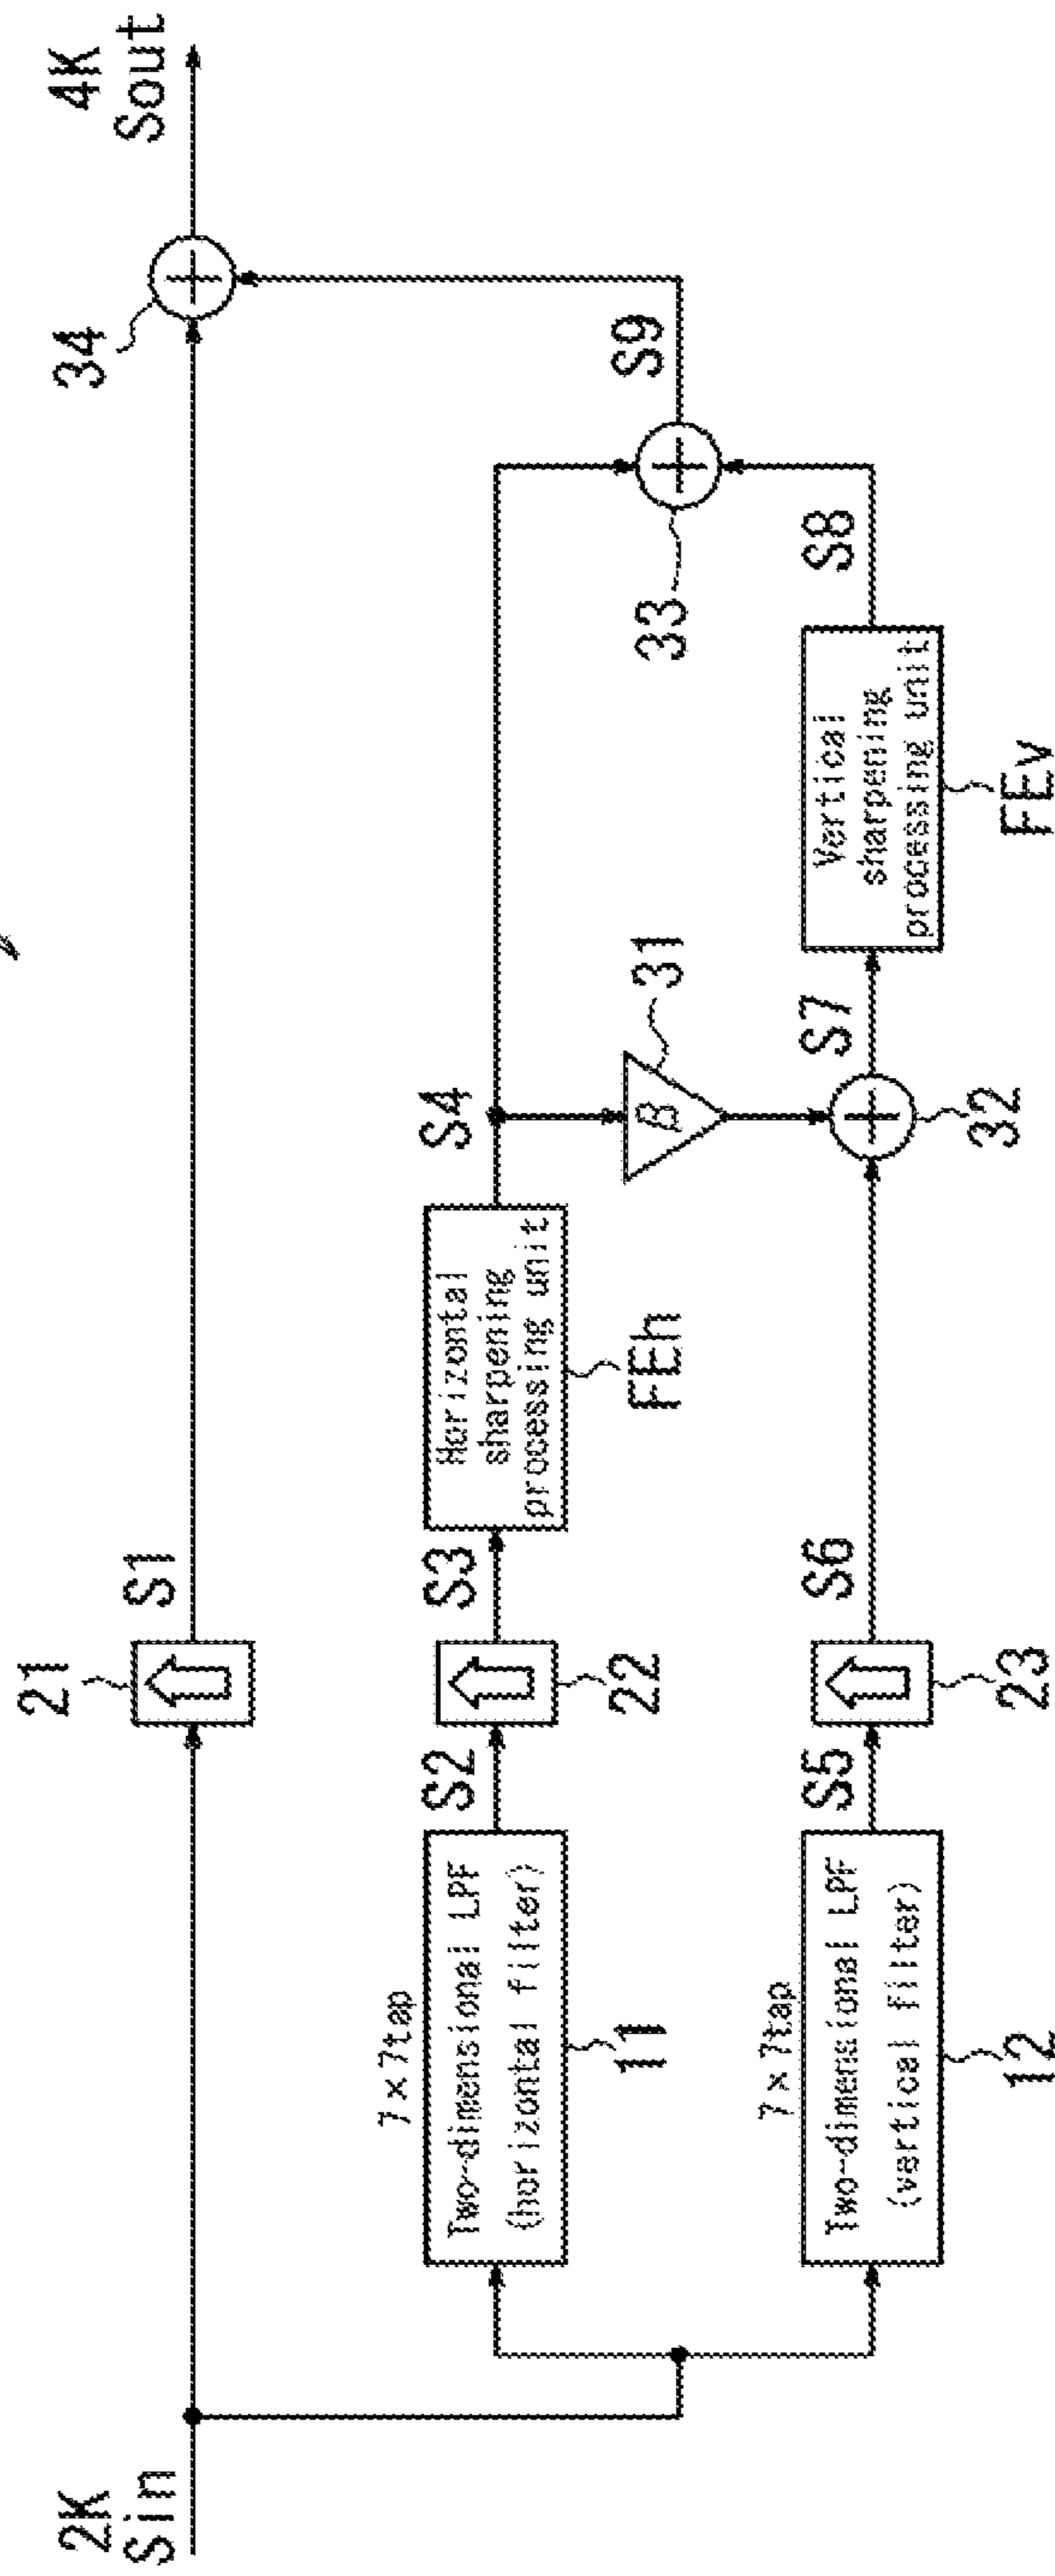 2K
Sin
21
S1
34
4K
Sout
7×7tap
Two-dimensional LPF
(horizontal filter)
11
S2
22
S3
Horizontal
sharpening
processing unit
FEh
S4
β
31
33
S9
7×7tap
Two-dimensional LPF
(vertical filter)
12
S5
23
S6
32
S7
Vertical
sharpening
processing unit
FEv
S8